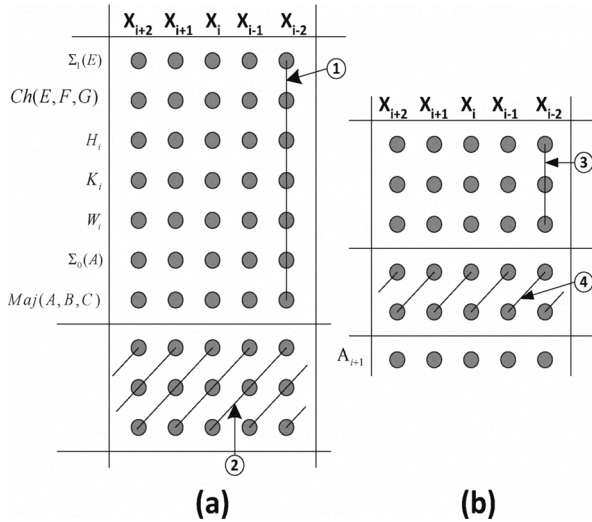 X_{i+2} X_{i+1} X_i X_{i-1} X_{i-2}
Σ_1(E)
Ch(E,F,G)
H_i
K_i
W_i
Σ_0(A)
Maj(A,B,C)
1
2
(a)
X_{i+2} X_{i+1} X_i X_{i-1} X_{i-2}
3
4
A_{i+1}
(b)